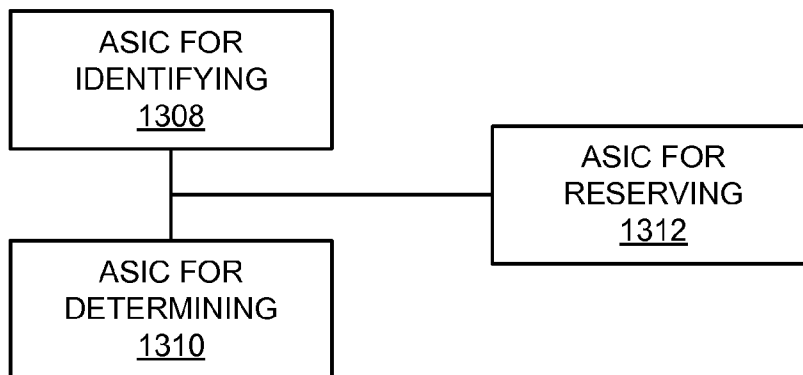 ASIC FOR
IDENTIFYING
1308
ASIC FOR
RESERVING
1312
ASIC FOR
DETERMINING
1310